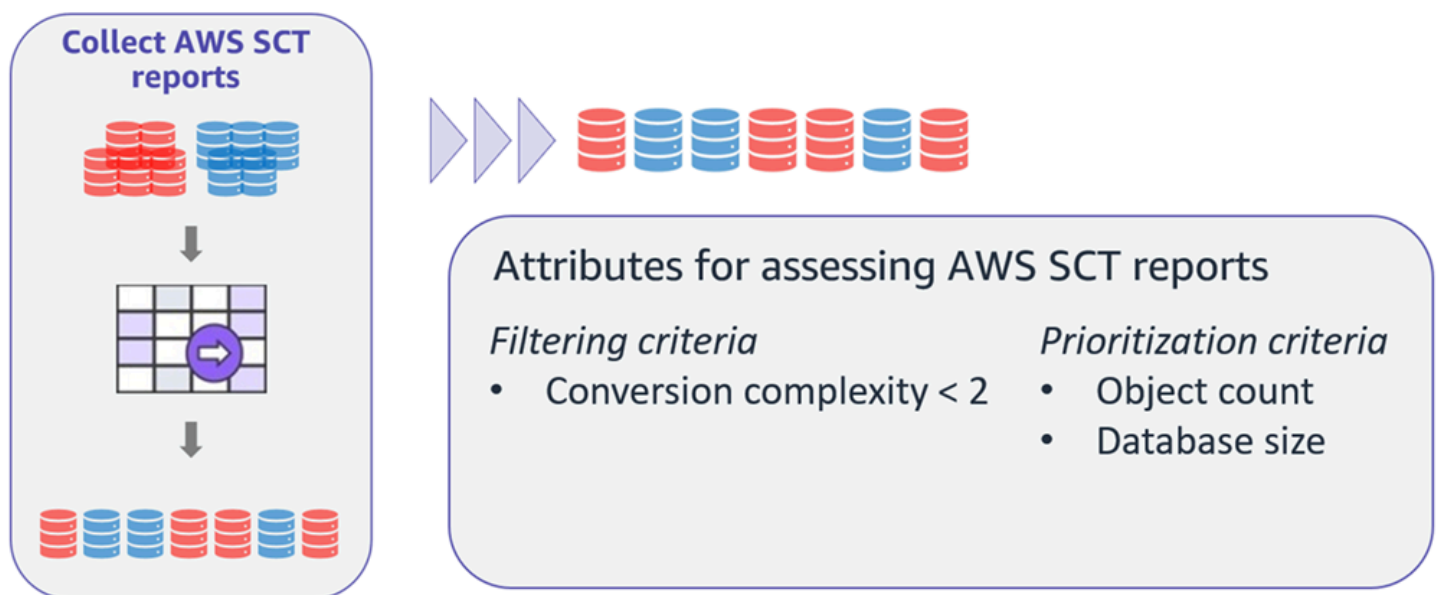 Collect AWS SCT
reports
Attributes for assessing AWS SCT reports
Filtering criteria
• Conversion complexity < 2
Prioritization criteria
• Object count
• Database size